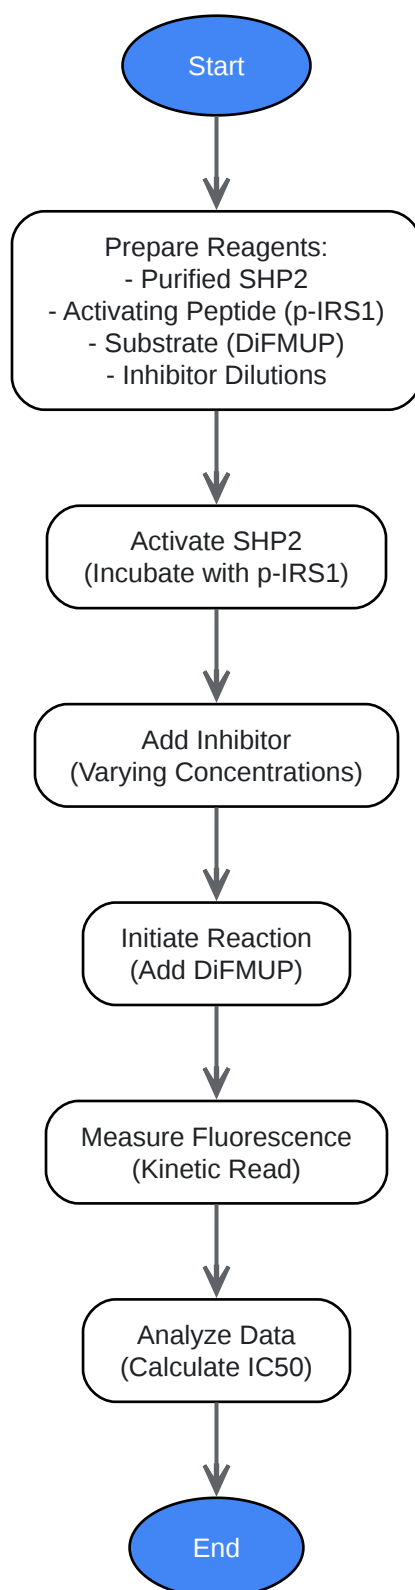 Start
Prepare Reagents:
- Purified SHP2
- Activating Peptide (p-IRS1)
- Substrate (DiFMUP)
- Inhibitor Dilutions
Activate SHP2
(Incubate with p-IRS1)
Add Inhibitor
(Varying Concentrations)
Initiate Reaction
(Add DiFMUP)
Measure Fluorescence
(Kinetic Read)
Analyze Data
(Calculate IC50)
End